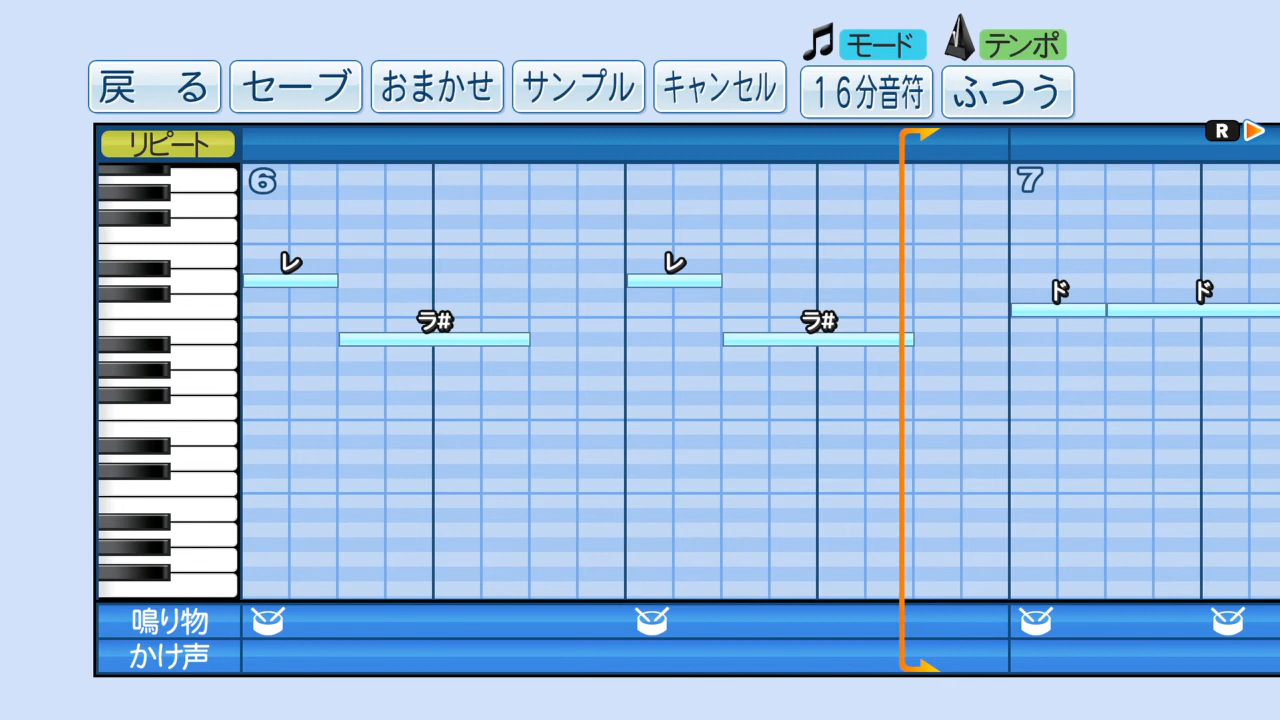 モード テンポ
戻 る セーブ おまかせ サンプル キャンセル 16分音符 ふつう
リピート R
6 7
レ レ
ド ド
ラ# ラ#
鳴り物
かけ声